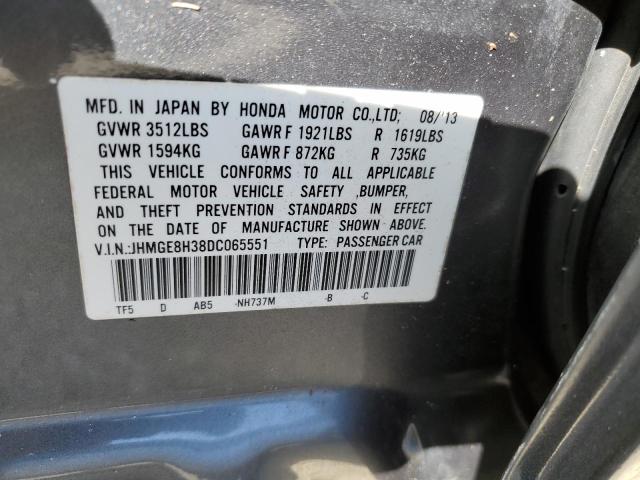 MFD. IN JAPAN BY HONDA MOTOR CO.,LTD; 08/'13
GVWR 3512LBS GAWR F 1921LBS R 1619LBS
GVWR 1594KG GAWR F 872KG R 735KG
THIS VEHICLE CONFORMS TO ALL APPLICABLE
FEDERAL MOTOR VEHICLE SAFETY ,BUMPER,
AND THEFT PREVENTION STANDARDS IN EFFECT
ON THE DATE OF MANUFACTURE SHOWN ABOVE.
V.I.N.:JHMGE8H38DC065551 TYPE: PASSENGER CAR
TF5 D AB5 -NH737M -B -C